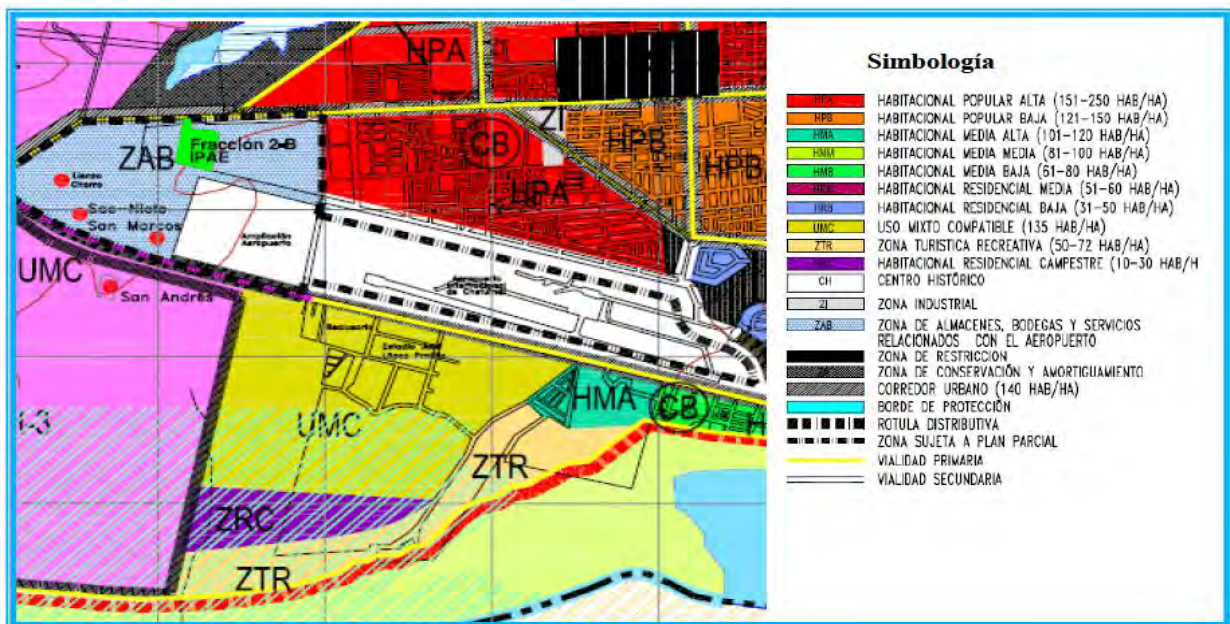 HPA
ZI
CB
HPB
HPB
ZAB
Fracción 2-B
IPAE
HPA
Lienzo
Charro
San Marcos
Ampliación
Aeropuerto
UMC
San Andrés
Estadio José
HMA
CB
H
UMC
I-3
ZTR
ZRC
ZTR
Simbología
HPA HABITACIONAL POPULAR ALTA (151-250 HAB/HA)
HPB HABITACIONAL POPULAR BAJA (121-150 HAB/HA)
HMA HABITACIONAL MEDIA ALTA (101-120 HAB/HA)
HMM HABITACIONAL MEDIA MEDIA (81-100 HAB/HA)
HMB HABITACIONAL MEDIA BAJA (61-80 HAB/HA)
HABITACIONAL RESIDENCIAL MEDIA (51-60 HAB/HA)
HRB HABITACIONAL RESIDENCIAL BAJA (31-50 HAB/HA)
UMC USO MIXTO COMPATIBLE (135 HAB/HA)
ZTR ZONA TURISTICA RECREATIVA (50-72 HAB/HA)
HABITACIONAL RESIDENCIAL CAMPESTRE (10-30 HAB/H
CH CENTRO HISTÓRICO
ZI ZONA INDUSTRIAL
ZAB ZONA DE ALMACENES, BODEGAS Y SERVICIOS
RELACIONADOS CON EL AEROPUERTO
ZONA DE RESTRICCION
ZONA DE CONSERVACIÓN Y AMORTIGUAMIENTO
CORREDOR URBANO (140 HAB/HA)
BORDE DE PROTECCIÓN
ROTULA DISTRIBUTIVA
ZONA SUJETA A PLAN PARCIAL
VIALIDAD PRIMARIA
VIALIDAD SECUNDARIA